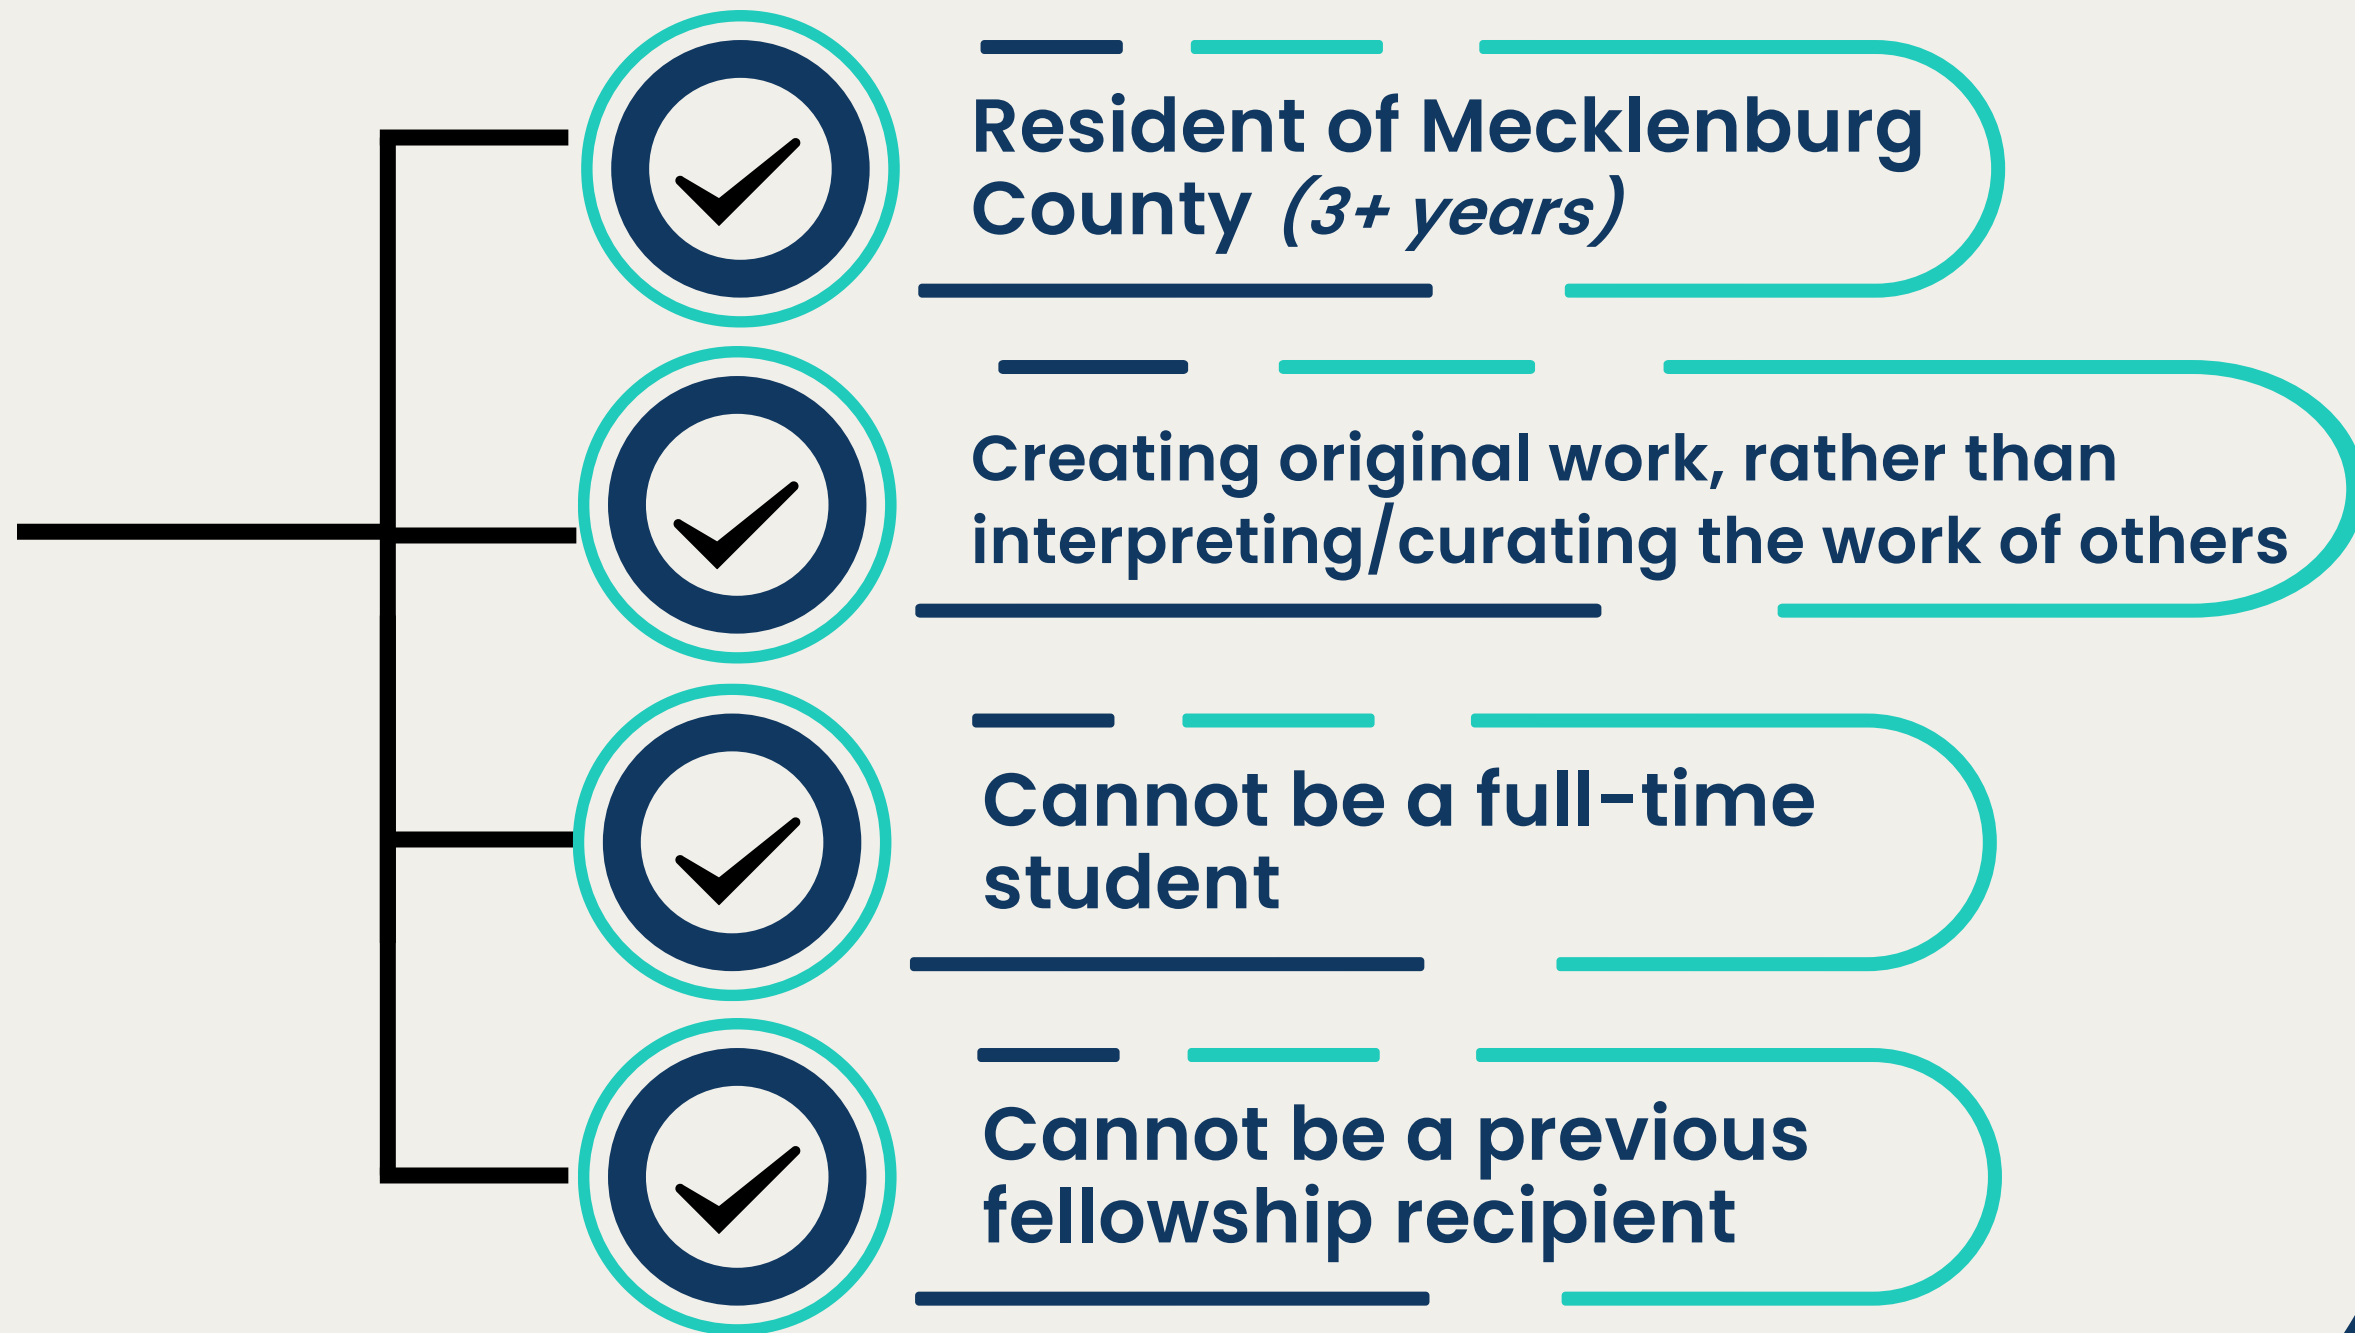 Resident of Mecklenburg
County (3+ years)
Creating original work, rather than
interpreting/curating the work of others
Cannot be a full-time
student
Cannot be a previous
fellowship recipient